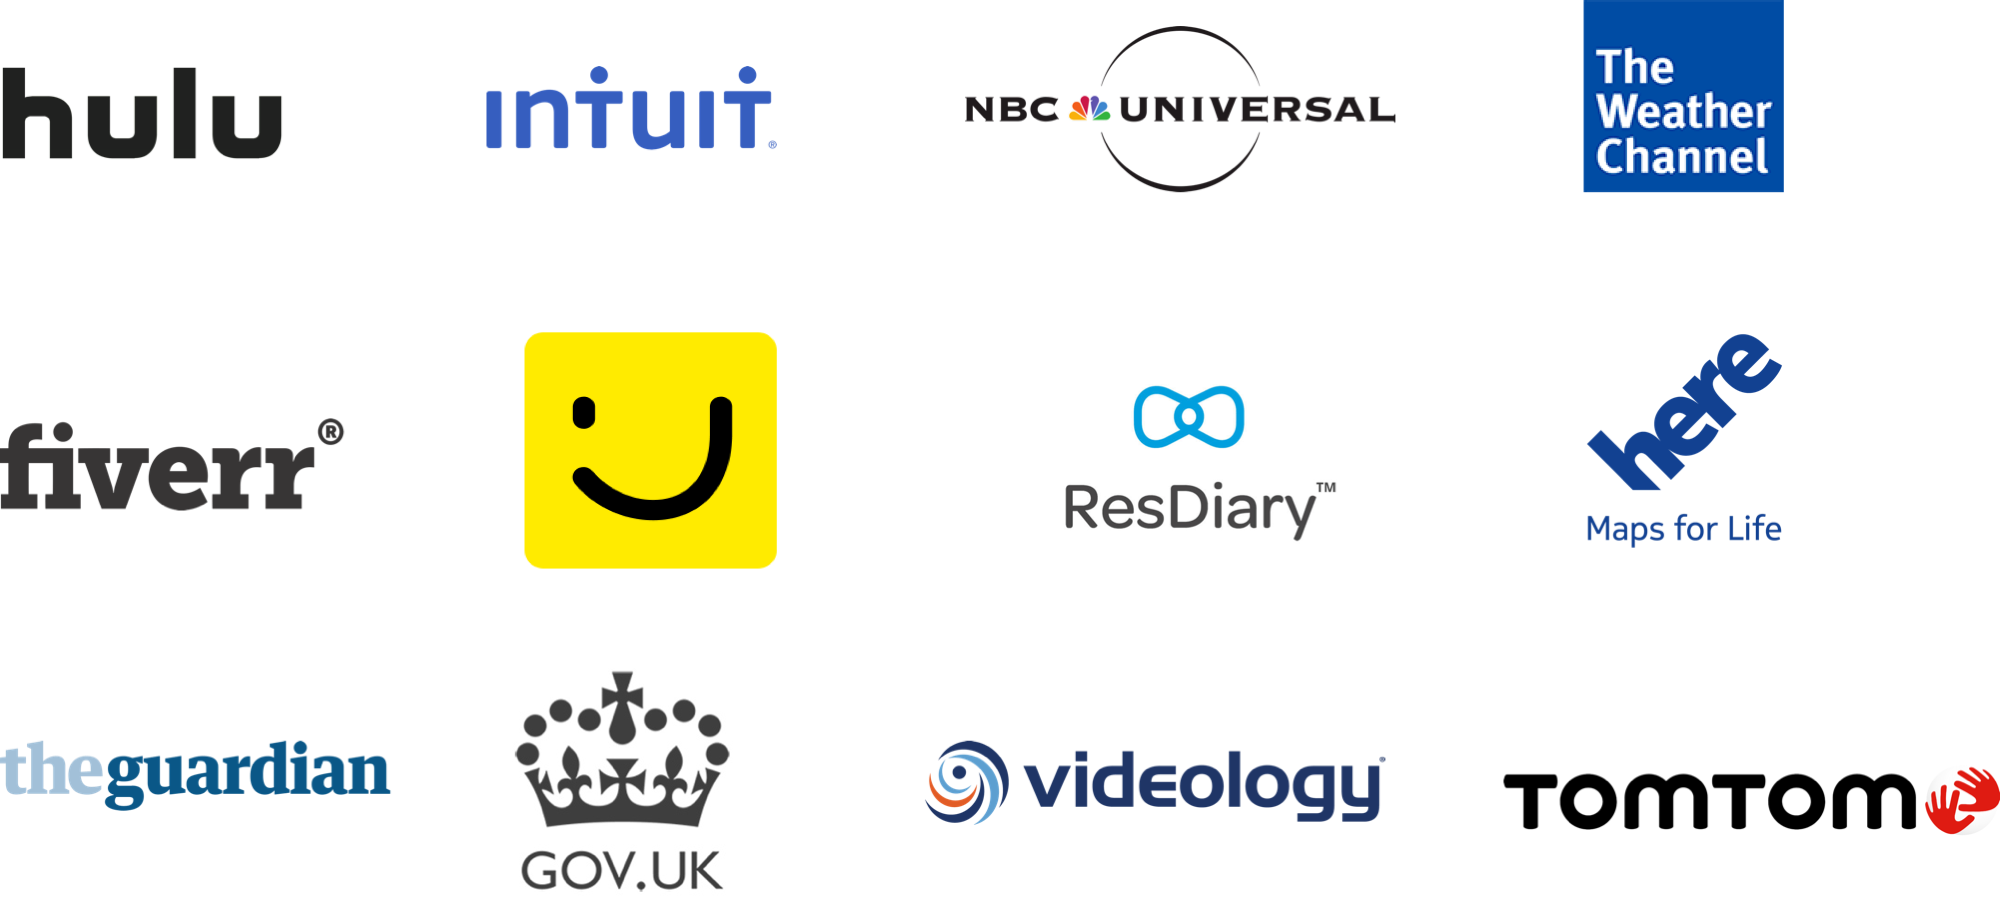 hulu
intuit®
NBC UNIVERSAL
The
Weather
Channel
fiverr®
ResDiary™
here
Maps for Life
theguardian
GOV.UK
videology®
TOMTOM